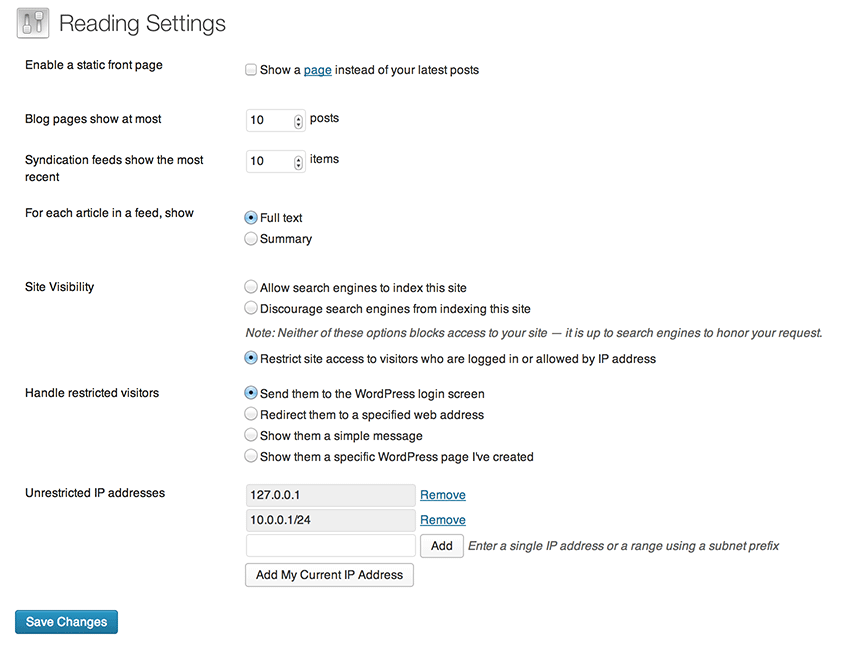 Reading Settings
Enable a static front page
Show a page instead of your latest posts
Blog pages show at most
10 posts
Syndication feeds show the most
recent
10 items
For each article in a feed, show
Full text
Summary
Site Visibility
Allow search engines to index this site
Discourage search engines from indexing this site
Note: Neither of these options blocks access to your site — it is up to search engines to honor your request.
Restrict site access to visitors who are logged in or allowed by IP address
Handle restricted visitors
Send them to the WordPress login screen
Redirect them to a specified web address
Show them a simple message
Show them a specific WordPress page I've created
Unrestricted IP addresses
127.0.0.1 Remove
10.0.0.1/24 Remove
Add Enter a single IP address or a range using a subnet prefix
Add My Current IP Address
Save Changes